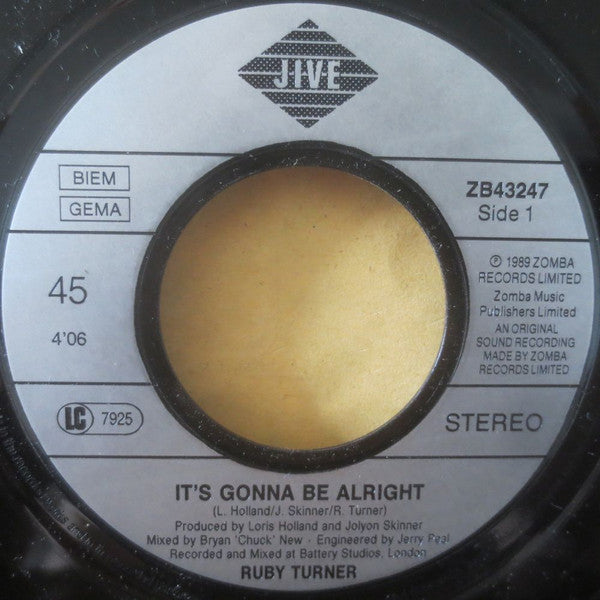 JIVE
BIEM
GEMA
ZB43247
Side 1
45
4'06
℗ 1989 ZOMBA
RECORDS LIMITED
Zomba Music
Publishers Limited
AN ORIGINAL
SOUND RECORDING
MADE BY ZOMBA
RECORDS LIMITED
LC 7925
STEREO
IT'S GONNA BE ALRIGHT
(L. Holland/J. Skinner/R. Turner)
Produced by Loris Holland and Jolyon Skinner
Mixed by Bryan 'Chuck' New · Engineered by Jerry Peal
Recorded and Mixed at Battery Studios, London
RUBY TURNER